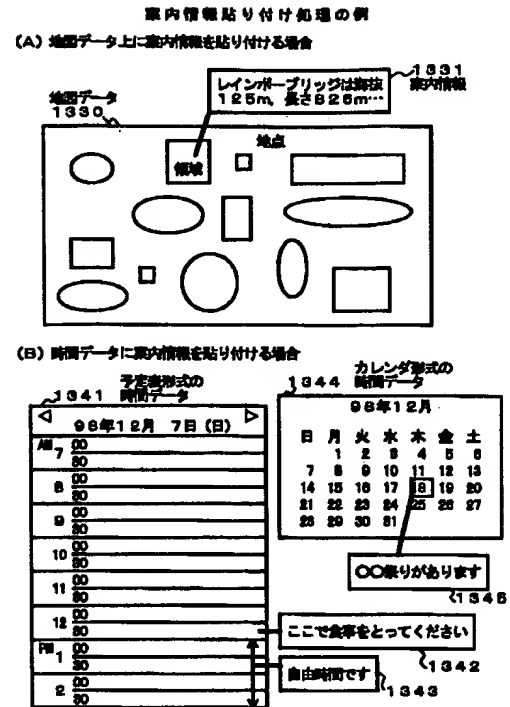 案内情報貼り付け処理の例
(A) 地図データ上に案内情報を貼り付ける場合
レインボーブリッジは海抜
125m, 長さ826m…
1331
案内情報
地図データ
1330
地点
領域
(B) 時間データに案内情報を貼り付ける場合
予定表形式の
1341 時間データ
98年12月 7日(日)
AM 7 00
30
8 00
30
9 00
30
10 00
30
11 00
30
12 00
30
PM 1 00
30
2 00
30
カレンダ形式の
1344 時間データ
98年12月
日 月 火 水 木 金 土
1 2 3 4 5 6
7 8 9 10 11 12 13
14 15 16 17 18 19 20
21 22 23 24 25 26 27
28 29 30 31
〇〇祭りがあります
1345
ここで食事をとってください
1342
自由時間です
1343